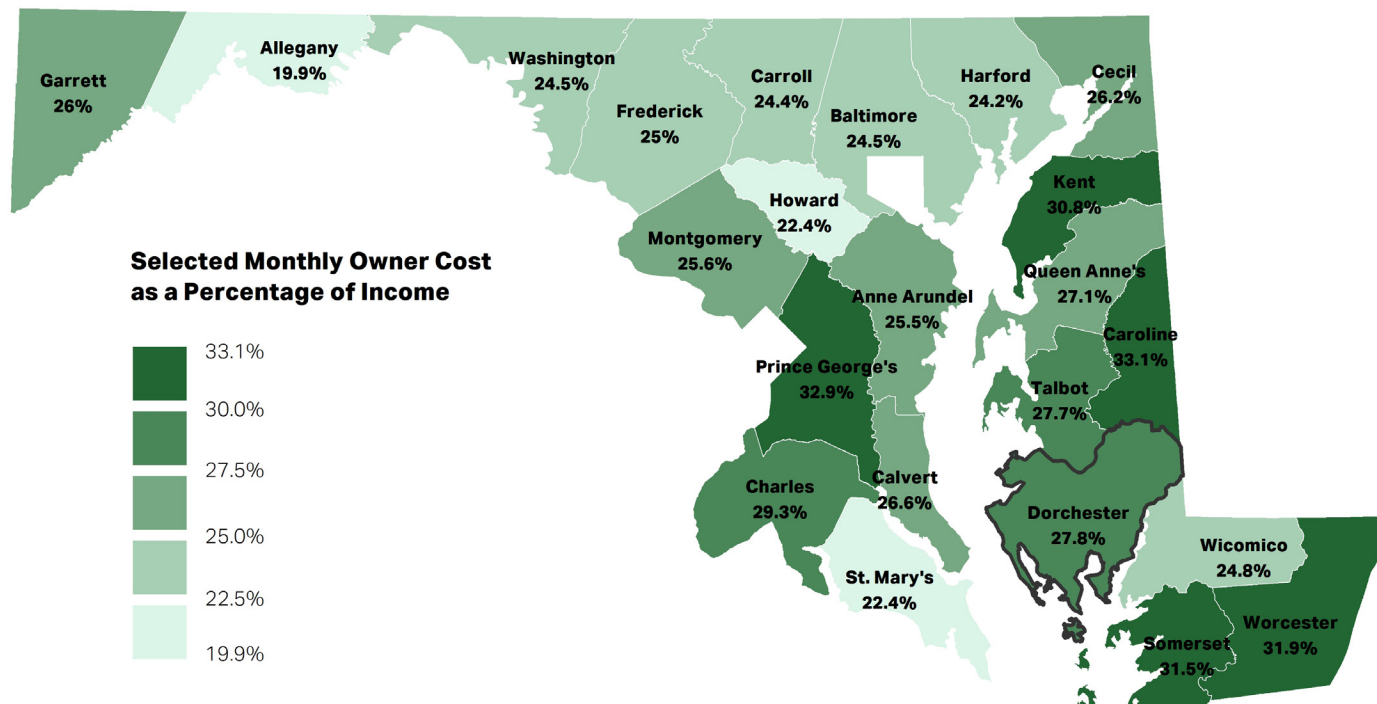 Garrett
26%
Allegany
19.9%
Washington
24.5%
Frederick
25%
Carroll
24.4%
Baltimore
24.5%
Harford
24.2%
Cecil
26.2%
Kent
30.8%
Howard
22.4%
Montgomery
25.6%
Queen Anne's
27.1%
Anne Arundel
25.5%
Caroline
33.1%
Prince George's
32.9%
Talbot
27.7%
Calvert
26.6%
Charles
29.3%
Dorchester
27.8%
Wicomico
24.8%
St. Mary's
22.4%
Somerset
31.5%
Worcester
31.9%
Selected Monthly Owner Cost
as a Percentage of Income
33.1%
30.0%
27.5%
25.0%
22.5%
19.9%